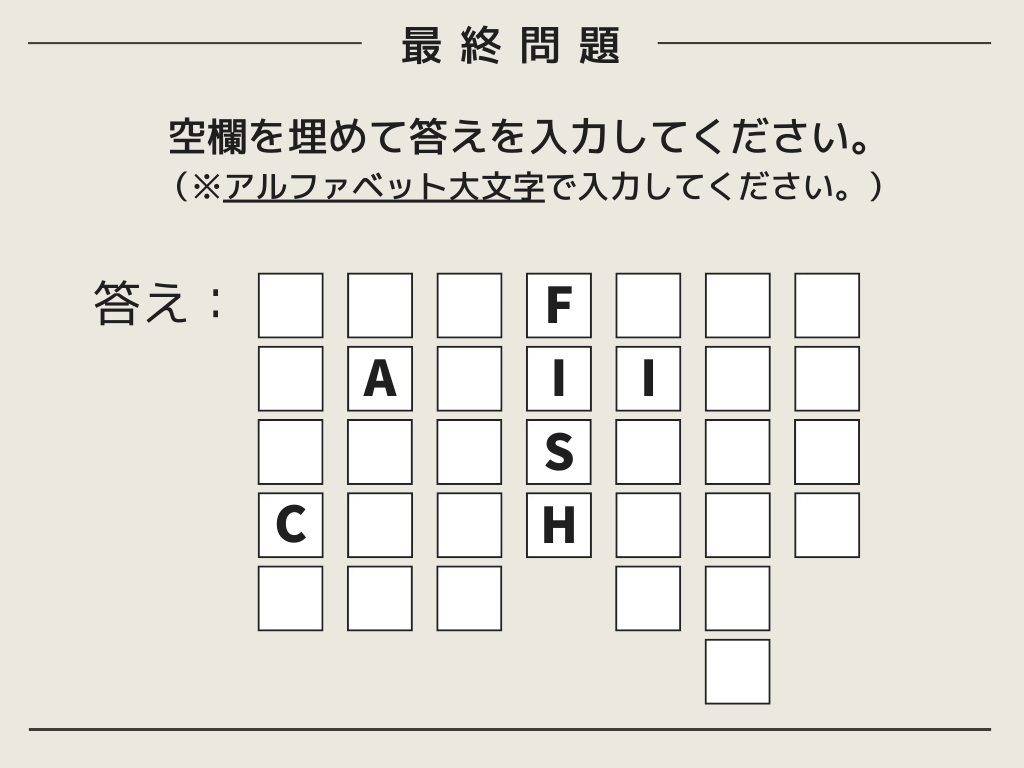 最終問題
空欄を埋めて答えを入力してください。
（※アルファベット大文字で入力してください。）
答え：
F
A I I
S
C H